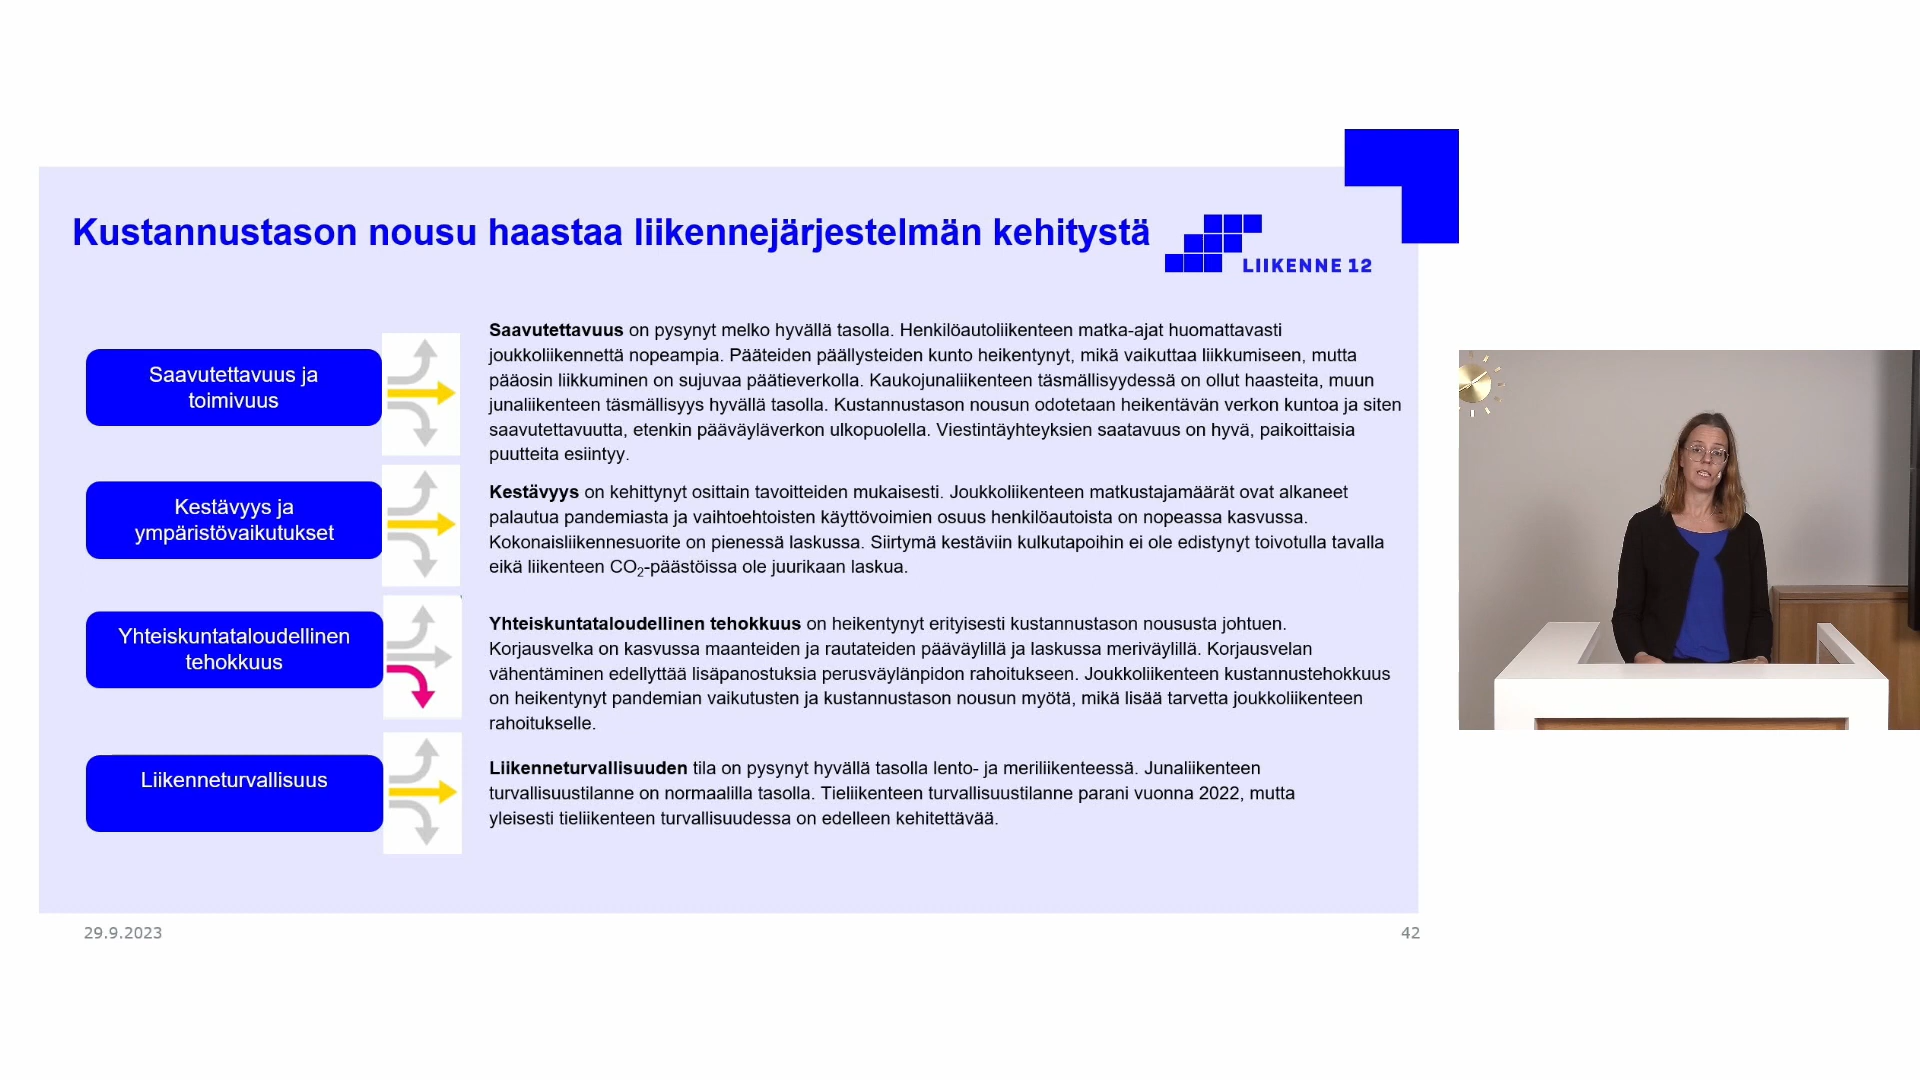 Kustannustason nousu haastaa liikennejärjestelmän kehitystä
LIIKENNE 12
Saavutettavuus ja
toimivuus
Saavutettavuus on pysynyt melko hyvällä tasolla. Henkilöautoliikenteen matka-ajat huomattavasti
joukkoliikennettä nopeampia. Pääteiden päällysteiden kunto heikentynyt, mikä vaikuttaa liikkumiseen, mutta
pääosin liikkuminen on sujuvaa päätieverkolla. Kaukojunaliikenteen täsmällisyydessä on ollut haasteita, muun
junaliikenteen täsmällisyys hyvällä tasolla. Kustannustason nousun odotetaan heikentävän verkon kuntoa ja siten
saavutettavuutta, etenkin pääväyläverkon ulkopuolella. Viestintäyhteyksien saatavuus on hyvä, paikoittaisia
puutteita esiintyy.
Kestävyys ja
ympäristövaikutukset
Kestävyys on kehittynyt osittain tavoitteiden mukaisesti. Joukkoliikenteen matkustajamäärät ovat alkaneet
palautua pandemiasta ja vaihtoehtoisten käyttövoimien osuus henkilöautoista on nopeassa kasvussa.
Kokonaisliikennesuorite on pienessä laskussa. Siirtymä kestäviin kulkutapoihin ei ole edistynyt toivotulla tavalla
eikä liikenteen CO₂-päästöissa ole juurikaan laskua.
Yhteiskuntataloudellinen
tehokkuus
Yhteiskuntataloudellinen tehokkuus on heikentynyt erityisesti kustannustason noususta johtuen.
Korjausvelka on kasvussa maanteiden ja rautateiden pääväylillä ja laskussa meriväylillä. Korjausvelan
vähentäminen edellyttää lisäpanostuksia perusväylänpidon rahoitukseen. Joukkoliikenteen kustannustehokkuus
on heikentynyt pandemian vaikutusten ja kustannustason nousun myötä, mikä lisää tarvetta joukkoliikenteen
rahoitukselle.
Liikenneturvallisuus
Liikenneturvallisuuden tila on pysynyt hyvällä tasolla lento- ja meriliikenteessä. Junaliikenteen
turvallisuustilanne on normaalilla tasolla. Tieliikenteen turvallisuustilanne parani vuonna 2022, mutta
yleisesti tieliikenteen turvallisuudessa on edelleen kehitettävää.
29.9.2023
42